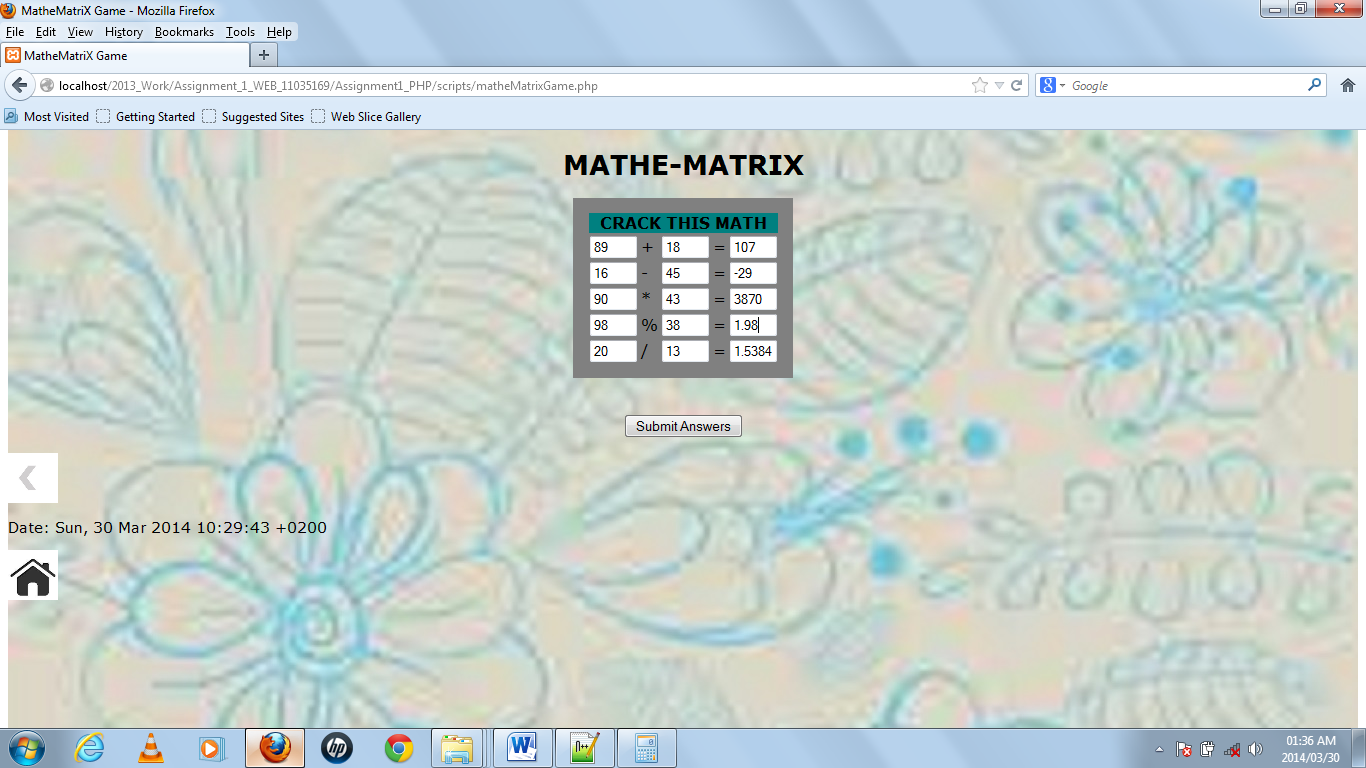 MatheMatriX Game - Mozilla Firefox
File Edit View History Bookmarks Tools Help
MatheMatriX Game +
localhost/2013_Work/Assignment_1_WEB_11035169/Assignment1_PHP/scripts/matheMatrixGame.php Google
Most Visited Getting Started Suggested Sites Web Slice Gallery
MATHE-MATRIX
CRACK THIS MATH
89 + 18 = 107
16 - 45 = -29
90 * 43 = 3870
98 % 38 = 1.98
20 / 13 = 1.5384
Submit Answers
Date: Sun, 30 Mar 2014 10:29:43 +0200
01:36 AM
2014/03/30